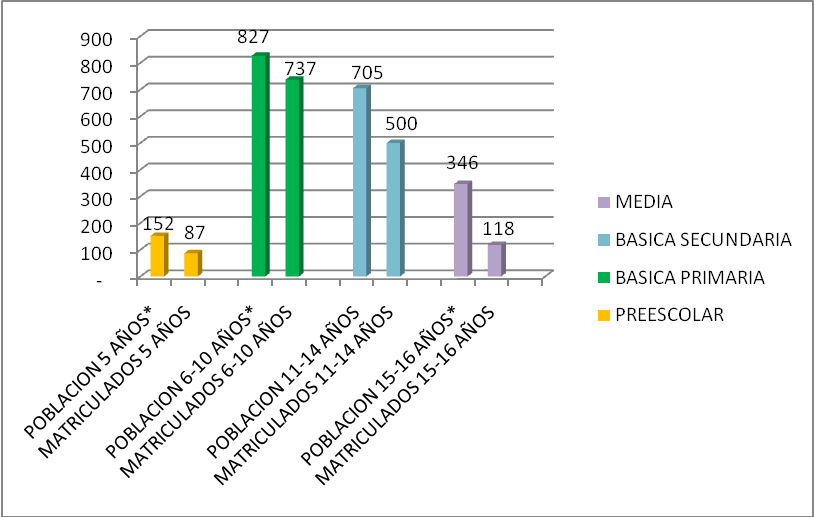 900
800
700
600
500
400
300
200
100
-
152
87
827
737
705
500
346
118
POBLACION 5 AÑOS*
MATRICULADOS 5 AÑOS
POBLACION 6-10 AÑOS*
MATRICULADOS 6-10 AÑOS
POBLACION 11-14 AÑOS
MATRICULADOS 11-14 AÑOS
POBLACION 15-16 AÑOS*
MATRICULADOS 15-16 AÑOS
MEDIA
BASICA SECUNDARIA
BASICA PRIMARIA
PREESCOLAR